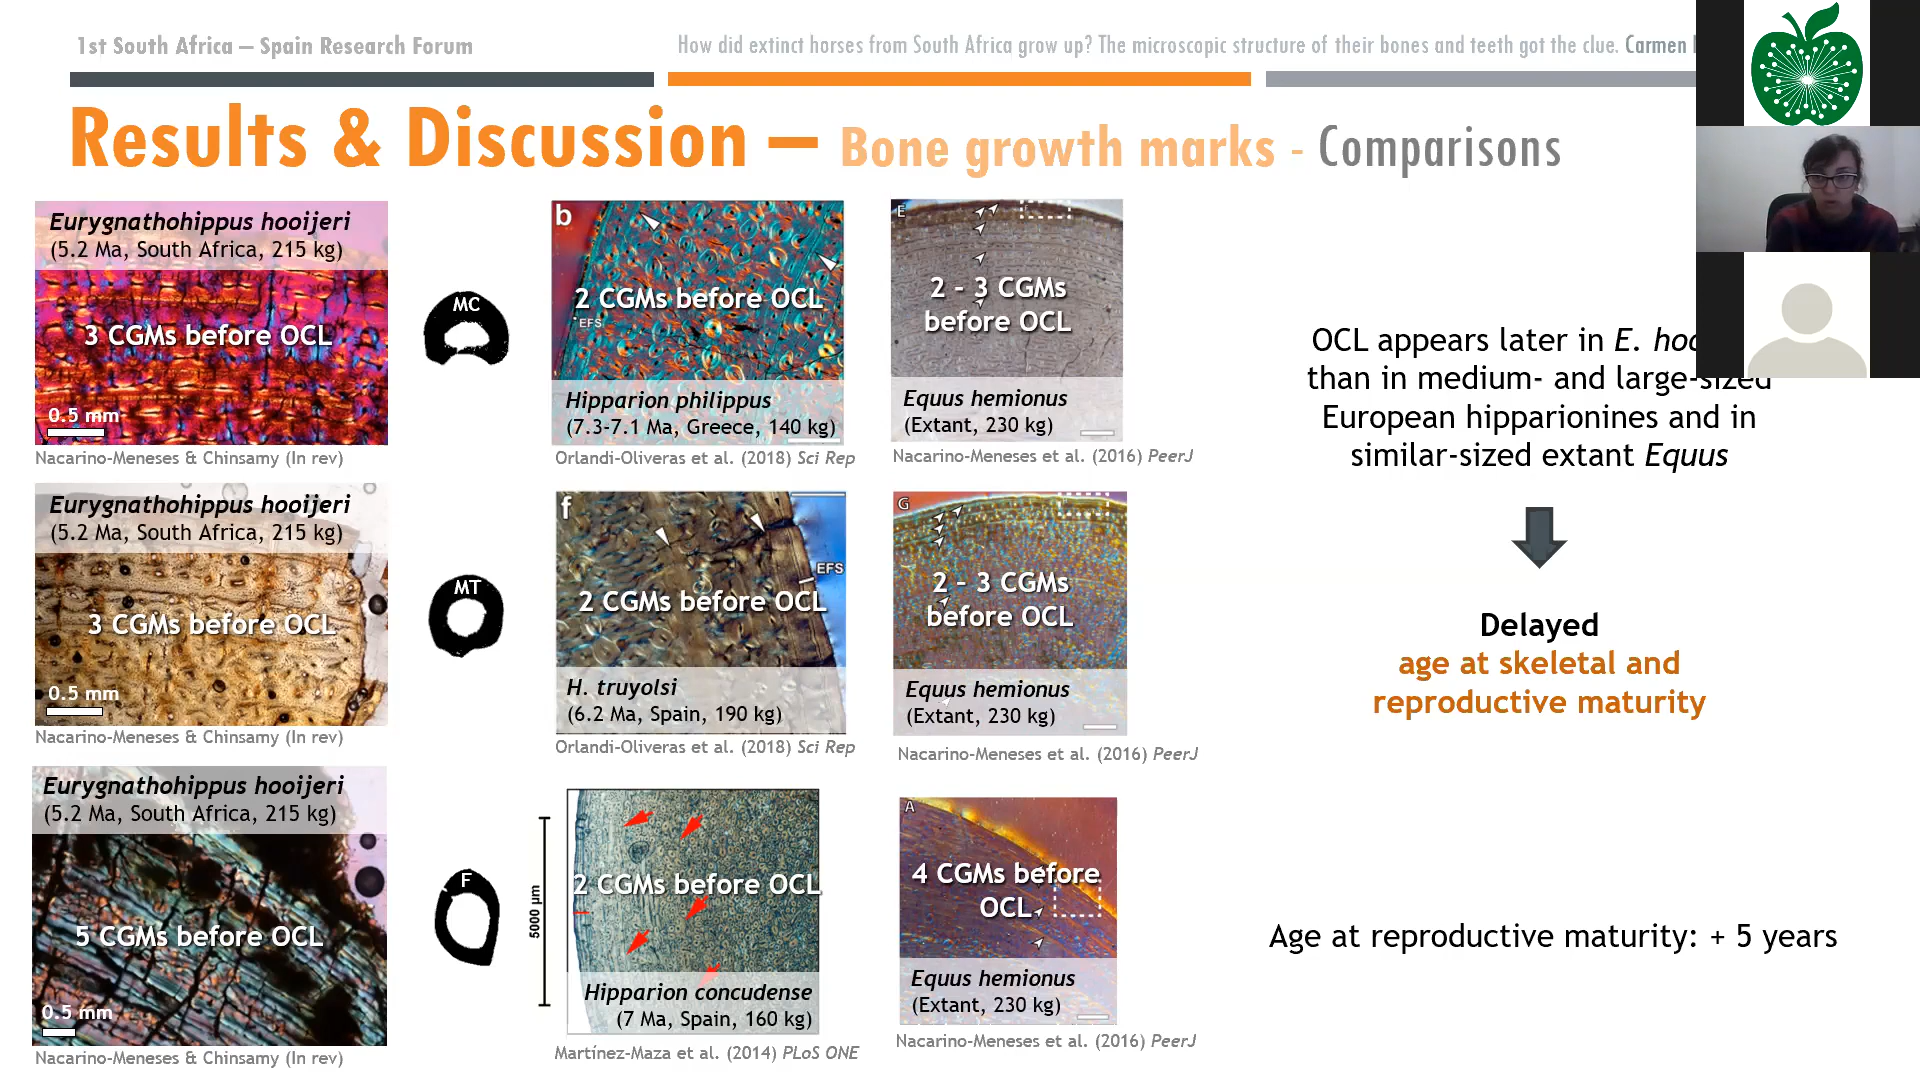 1st South Africa – Spain Research Forum
How did extinct horses from South Africa grow up? The microscopic structure of their bones and teeth got the clue. Carmen
Results & Discussion – Bone growth marks - Comparisons
Eurygnathohippus hooijeri
(5.2 Ma, South Africa, 215 kg)
3 CGMs before OCL
0.5 mm
Nacarino-Meneses & Chinsamy (In rev)
MC
b
2 CGMs before OCL
EFS
Hipparion philippus
(7.3-7.1 Ma, Greece, 140 kg)
Orlandi-Oliveras et al. (2018) Sci Rep
E
2 - 3 CGMs
before OCL
Equus hemionus
(Extant, 230 kg)
Nacarino-Meneses et al. (2016) PeerJ
OCL appears later in E.
than in medium- and large-sized
European hipparionines and in
similar-sized extant Equus
Eurygnathohippus hooijeri
(5.2 Ma, South Africa, 215 kg)
3 CGMs before OCL
0.5 mm
Nacarino-Meneses & Chinsamy (In rev)
MT
f
EFS
2 CGMs before OCL
H. truyolsi
(6.2 Ma, Spain, 190 kg)
Orlandi-Oliveras et al. (2018) Sci Rep
G
2 – 3 CGMs
before OCL
Equus hemionus
(Extant, 230 kg)
Nacarino-Meneses et al. (2016) PeerJ
Delayed
age at skeletal and
reproductive maturity
Eurygnathohippus hooijeri
(5.2 Ma, South Africa, 215 kg)
5 CGMs before OCL
0.5 mm
Nacarino-Meneses & Chinsamy (In rev)
F
5000 µm
2 CGMs before OCL
Hipparion concudense
(7 Ma, Spain, 160 kg)
Martínez-Maza et al. (2014) PLoS ONE
A
4 CGMs before
OCL
Equus hemionus
(Extant, 230 kg)
Nacarino-Meneses et al. (2016) PeerJ
Age at reproductive maturity: + 5 years